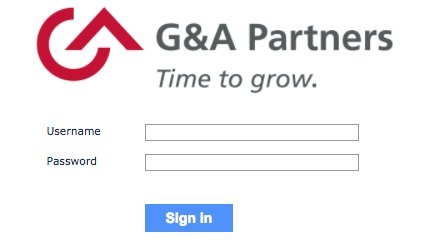 G&A Partners
Time to grow.
Username
Password
Sign in